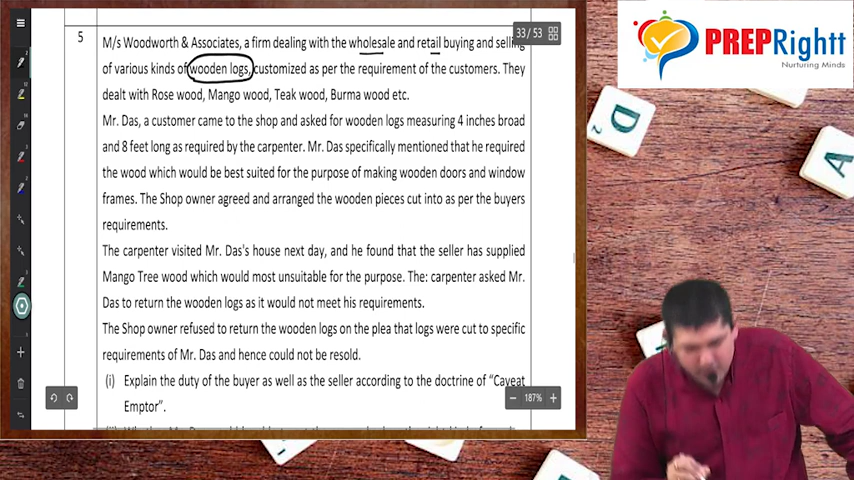 5
M/s Woodworth & Associates, a firm dealing with the wholesale and retail buying and selling
of various kinds of wooden logs, customized as per the requirement of the customers. They
dealt with Rose wood, Mango wood, Teak wood, Burma wood etc.
Mr. Das, a customer came to the shop and asked for wooden logs measuring 4 inches broad
and 8 feet long as required by the carpenter. Mr. Das specifically mentioned that he required
the wood which would be best suited for the purpose of making wooden doors and window
frames. The Shop owner agreed and arranged the wooden pieces cut into as per the buyers
requirements.
The carpenter visited Mr. Das's house next day, and he found that the seller has supplied
Mango Tree wood which would most unsuitable for the purpose. The: carpenter asked Mr.
Das to return the wooden logs as it would not meet his requirements.
The Shop owner refused to return the wooden logs on the plea that logs were cut to specific
requirements of Mr. Das and hence could not be resold.
(i) Explain the duty of the buyer as well as the seller according to the doctrine of "Caveat
Emptor".
33/53
187%
PREPRightt
Nurturing Minds
D2
A